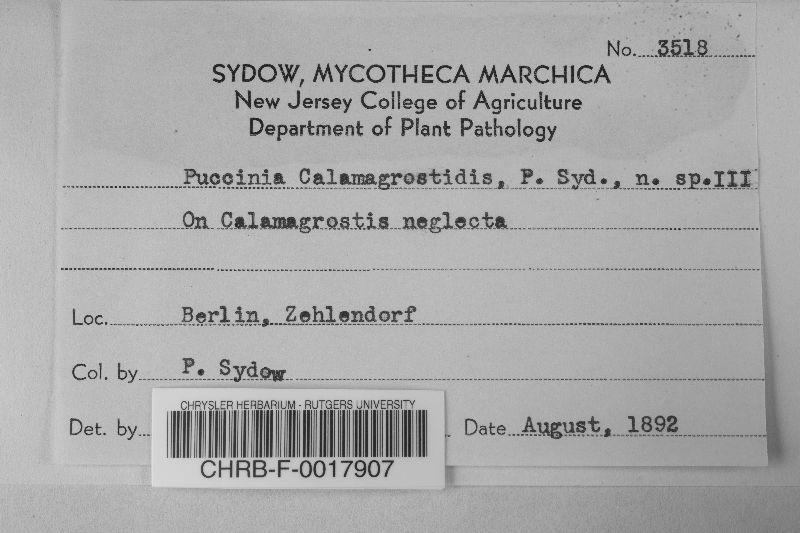 No. 3518
SYDOW, MYCOTHECA MARCHICA
New Jersey College of Agriculture
Department of Plant Pathology
Puccinia Calamagrostidis, P. Syd., n. sp.III
On Calamagrostis neglecta
Loc. Berlin, Zehlendorf
Col. by P. Sydow
Det. by
Date August, 1892
CHRYSLER HERBARIUM - RUTGERS UNIVERSITY
CHRB-F-0017907